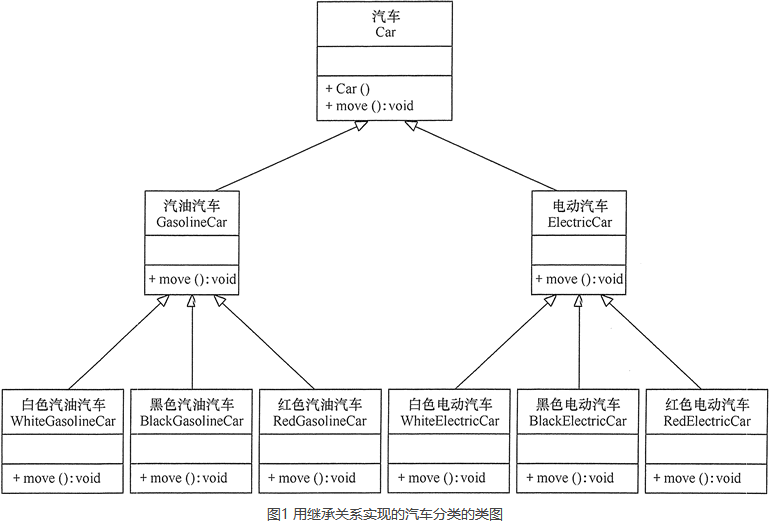 汽车
Car
+ Car ()
+ move (): void
汽油汽车
GasolineCar
+ move (): void
电动汽车
ElectricCar
+ move (): void
白色汽油汽车
WhiteGasolineCar
+ move (): void
黑色汽油汽车
BlackGasolineCar
+ move (): void
红色汽油汽车
RedGasolineCar
+ move (): void
白色电动汽车
WhiteElectricCar
+ move (): void
黑色电动汽车
BlackElectricCar
+ move (): void
红色电动汽车
RedElectricCar
+ move (): void
图1 用继承关系实现的汽车分类的类图